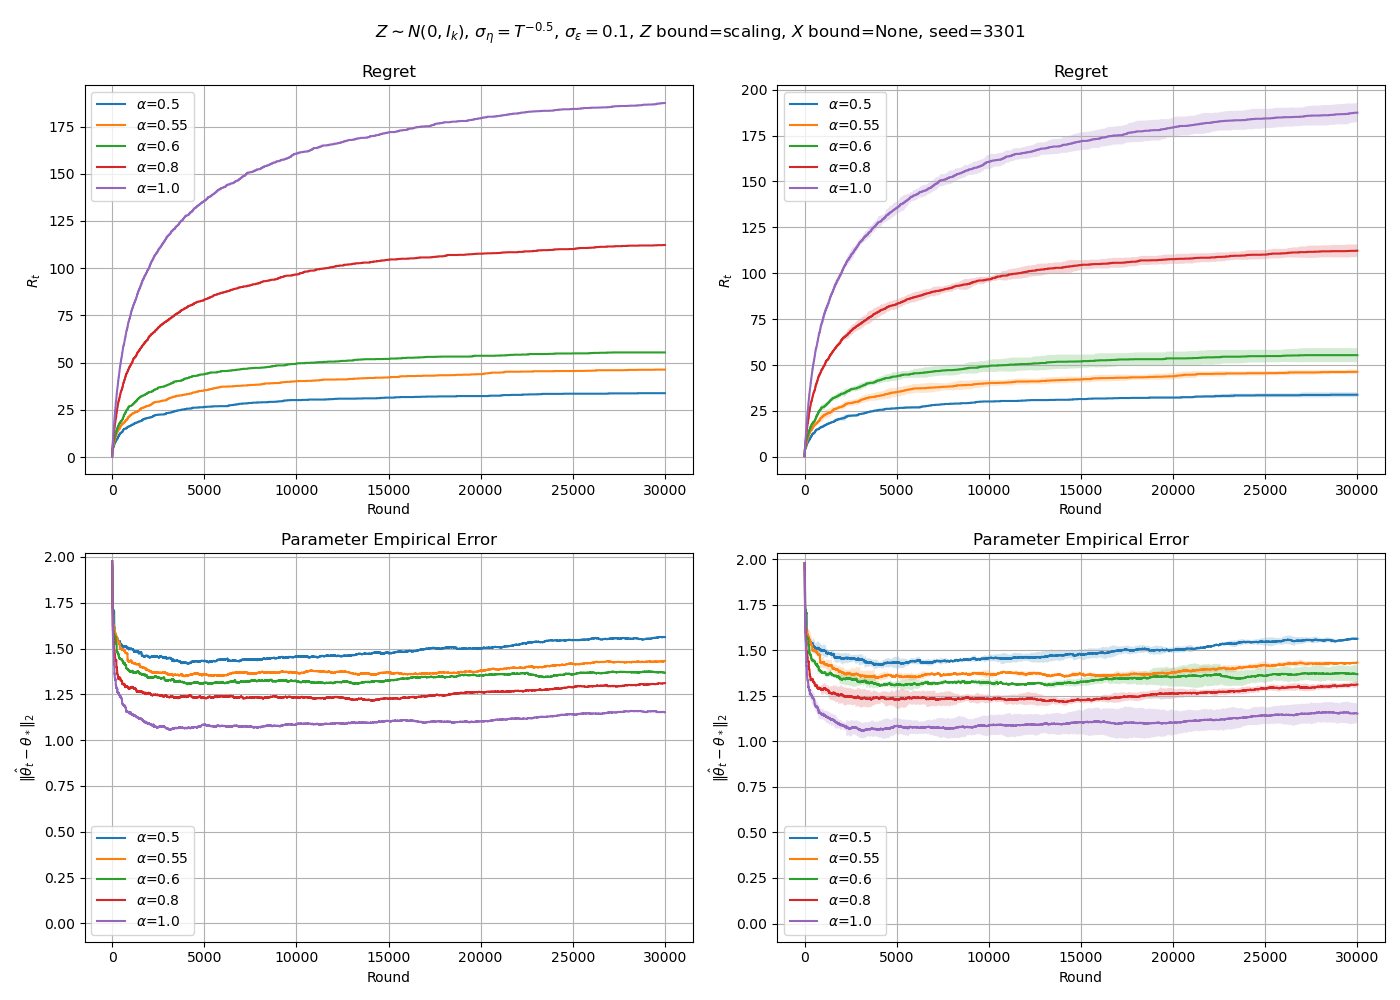 Z ∼ N(0, I_k), σ_η = T^{−0.5}, σ_ε = 0.1, Z bound=scaling, X bound=None, seed=3301
Regret
R_t
175
150
125
100
75
50
25
0
α=0.5
α=0.55
α=0.6
α=0.8
α=1.0
0 5000 10000 15000 20000 25000 30000
Round
Regret
R_t
200
175
150
125
100
75
50
25
0
α=0.5
α=0.55
α=0.6
α=0.8
α=1.0
0 5000 10000 15000 20000 25000 30000
Round
Parameter Empirical Error
‖θ̂_t − θ_*‖_2
2.00
1.75
1.50
1.25
1.00
0.75
0.50
0.25
0.00
α=0.5
α=0.55
α=0.6
α=0.8
α=1.0
0 5000 10000 15000 20000 25000 30000
Round
Parameter Empirical Error
‖θ̂_t − θ_*‖_2
2.00
1.75
1.50
1.25
1.00
0.75
0.50
0.25
0.00
α=0.5
α=0.55
α=0.6
α=0.8
α=1.0
0 5000 10000 15000 20000 25000 30000
Round